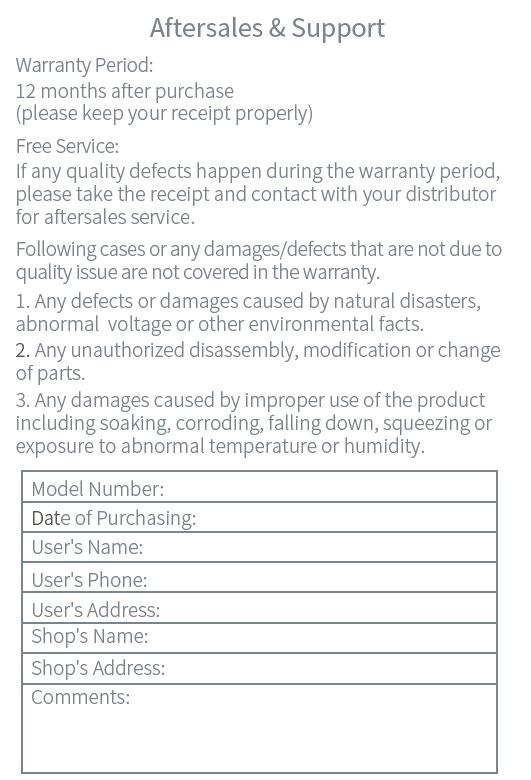 Aftersales & Support
Warranty Period:
12 months after purchase
(please keep your receipt properly)
Free Service:
If any quality defects happen during the warranty period,
please take the receipt and contact with your distributor
for aftersales service.
Following cases or any damages/defects that are not due to
quality issue are not covered in the warranty.
1. Any defects or damages caused by natural disasters,
abnormal  voltage or other environmental facts.
2. Any unauthorized disassembly, modification or change
of parts.
3. Any damages caused by improper use of the product
including soaking, corroding, falling down, squeezing or
exposure to abnormal temperature or humidity.
Model Number:
Date of Purchasing:
User's Name:
User's Phone:
User's Address:
Shop's Name:
Shop's Address:
Comments: